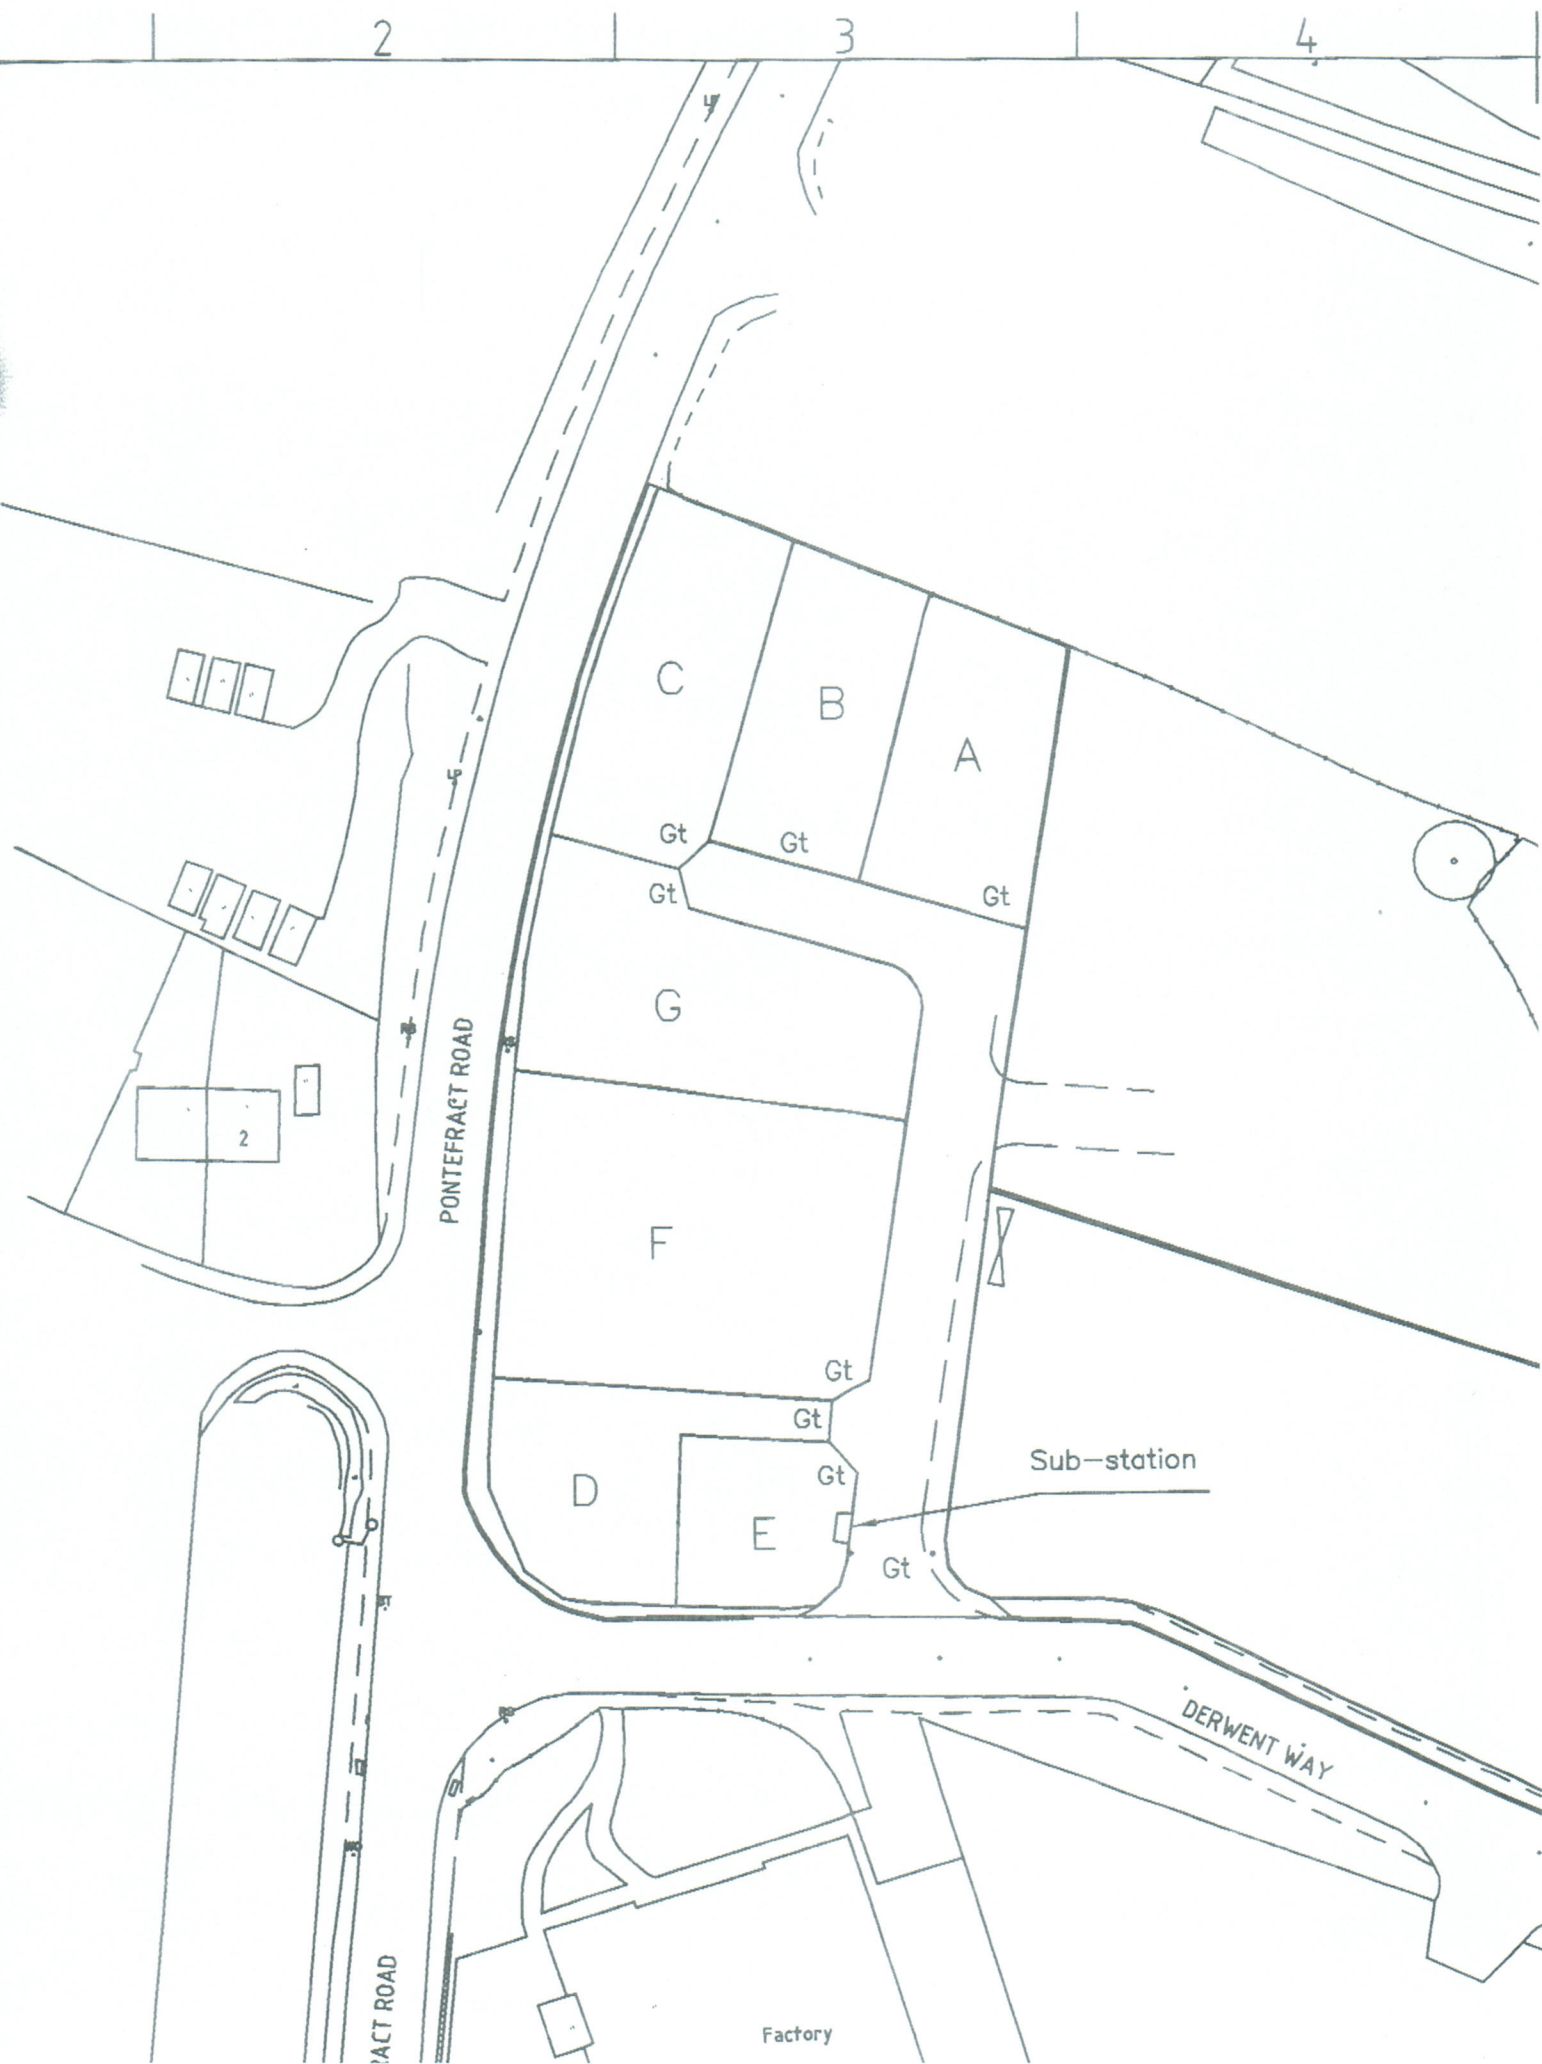 2
3
4
C
B
A
Gt
Gt
Gt
Gt
G
PONTEFRACT ROAD
2
F
Gt
Gt
Sub-station
Gt
D
E
Gt
DERWENT WAY
RACT ROAD
Factory